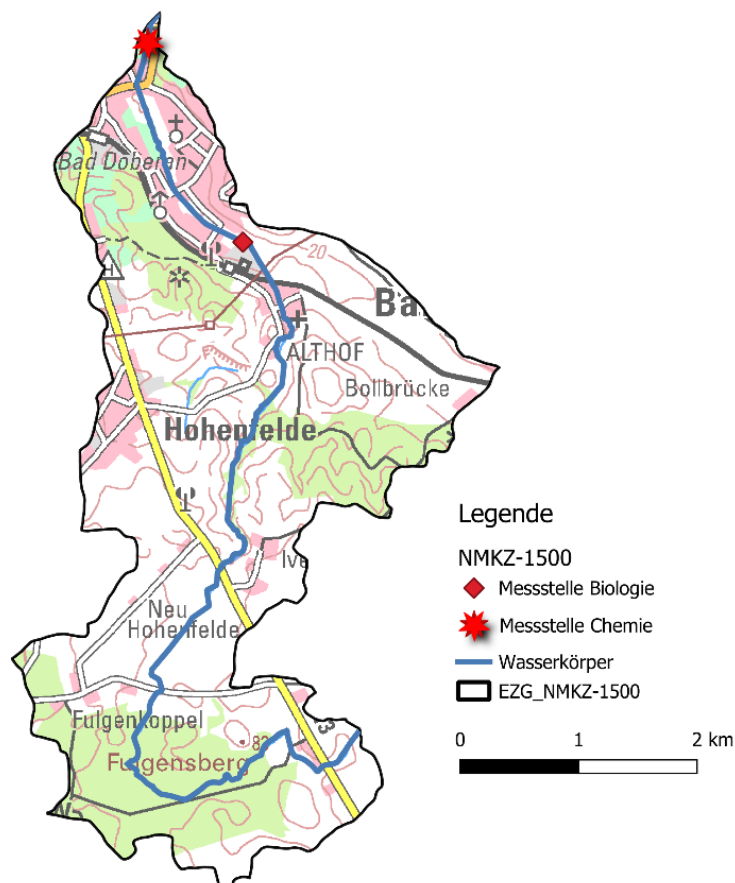 Bad Doberan
20
Ba
ALTHOF
Bollbrücke
Hohenfelde
Legende
NMKZ-1500
Messstelle Biologie
Messstelle Chemie
Wasserkörper
EZG_NMKZ-1500
Ive
Neu
Hohenfelde
Fulgenkoppel
Fulgensberg
0 1 2 km